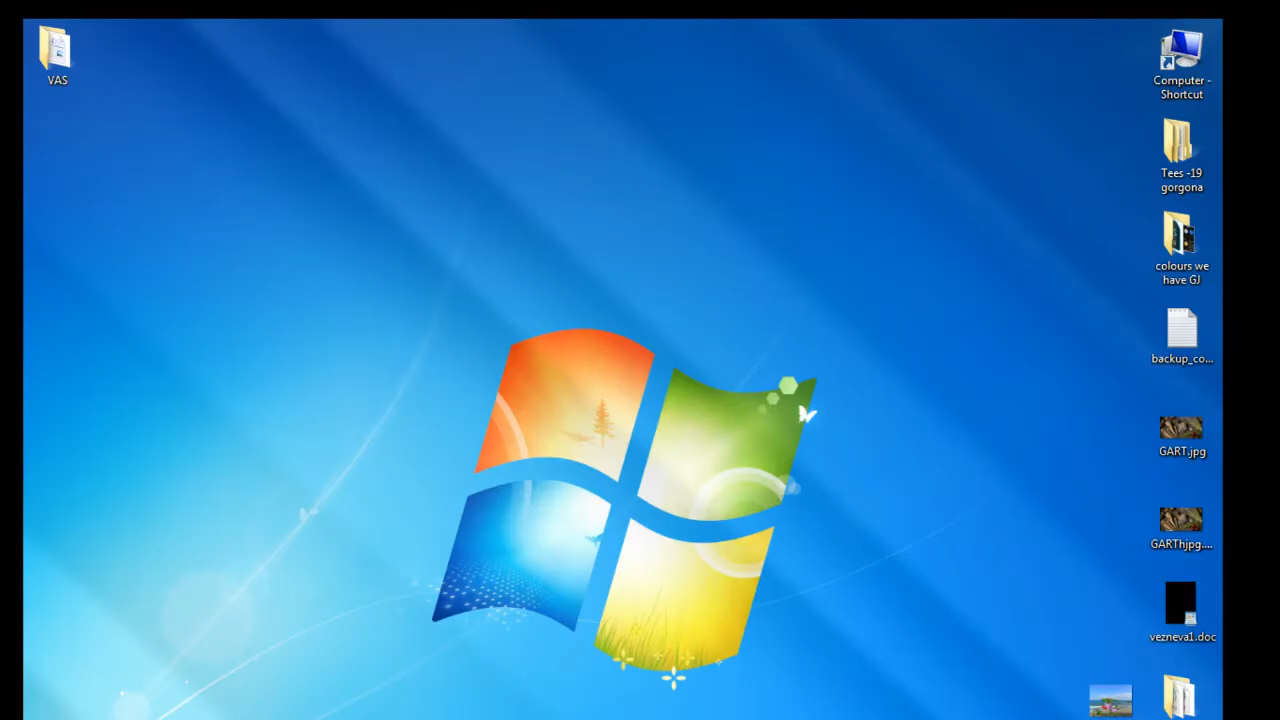 VAS
Computer -
Shortcut
Tees -19
gorgona
colours we
have GJ
backup_co...
GART.jpg
GARThjpg....
vezneva1.doc